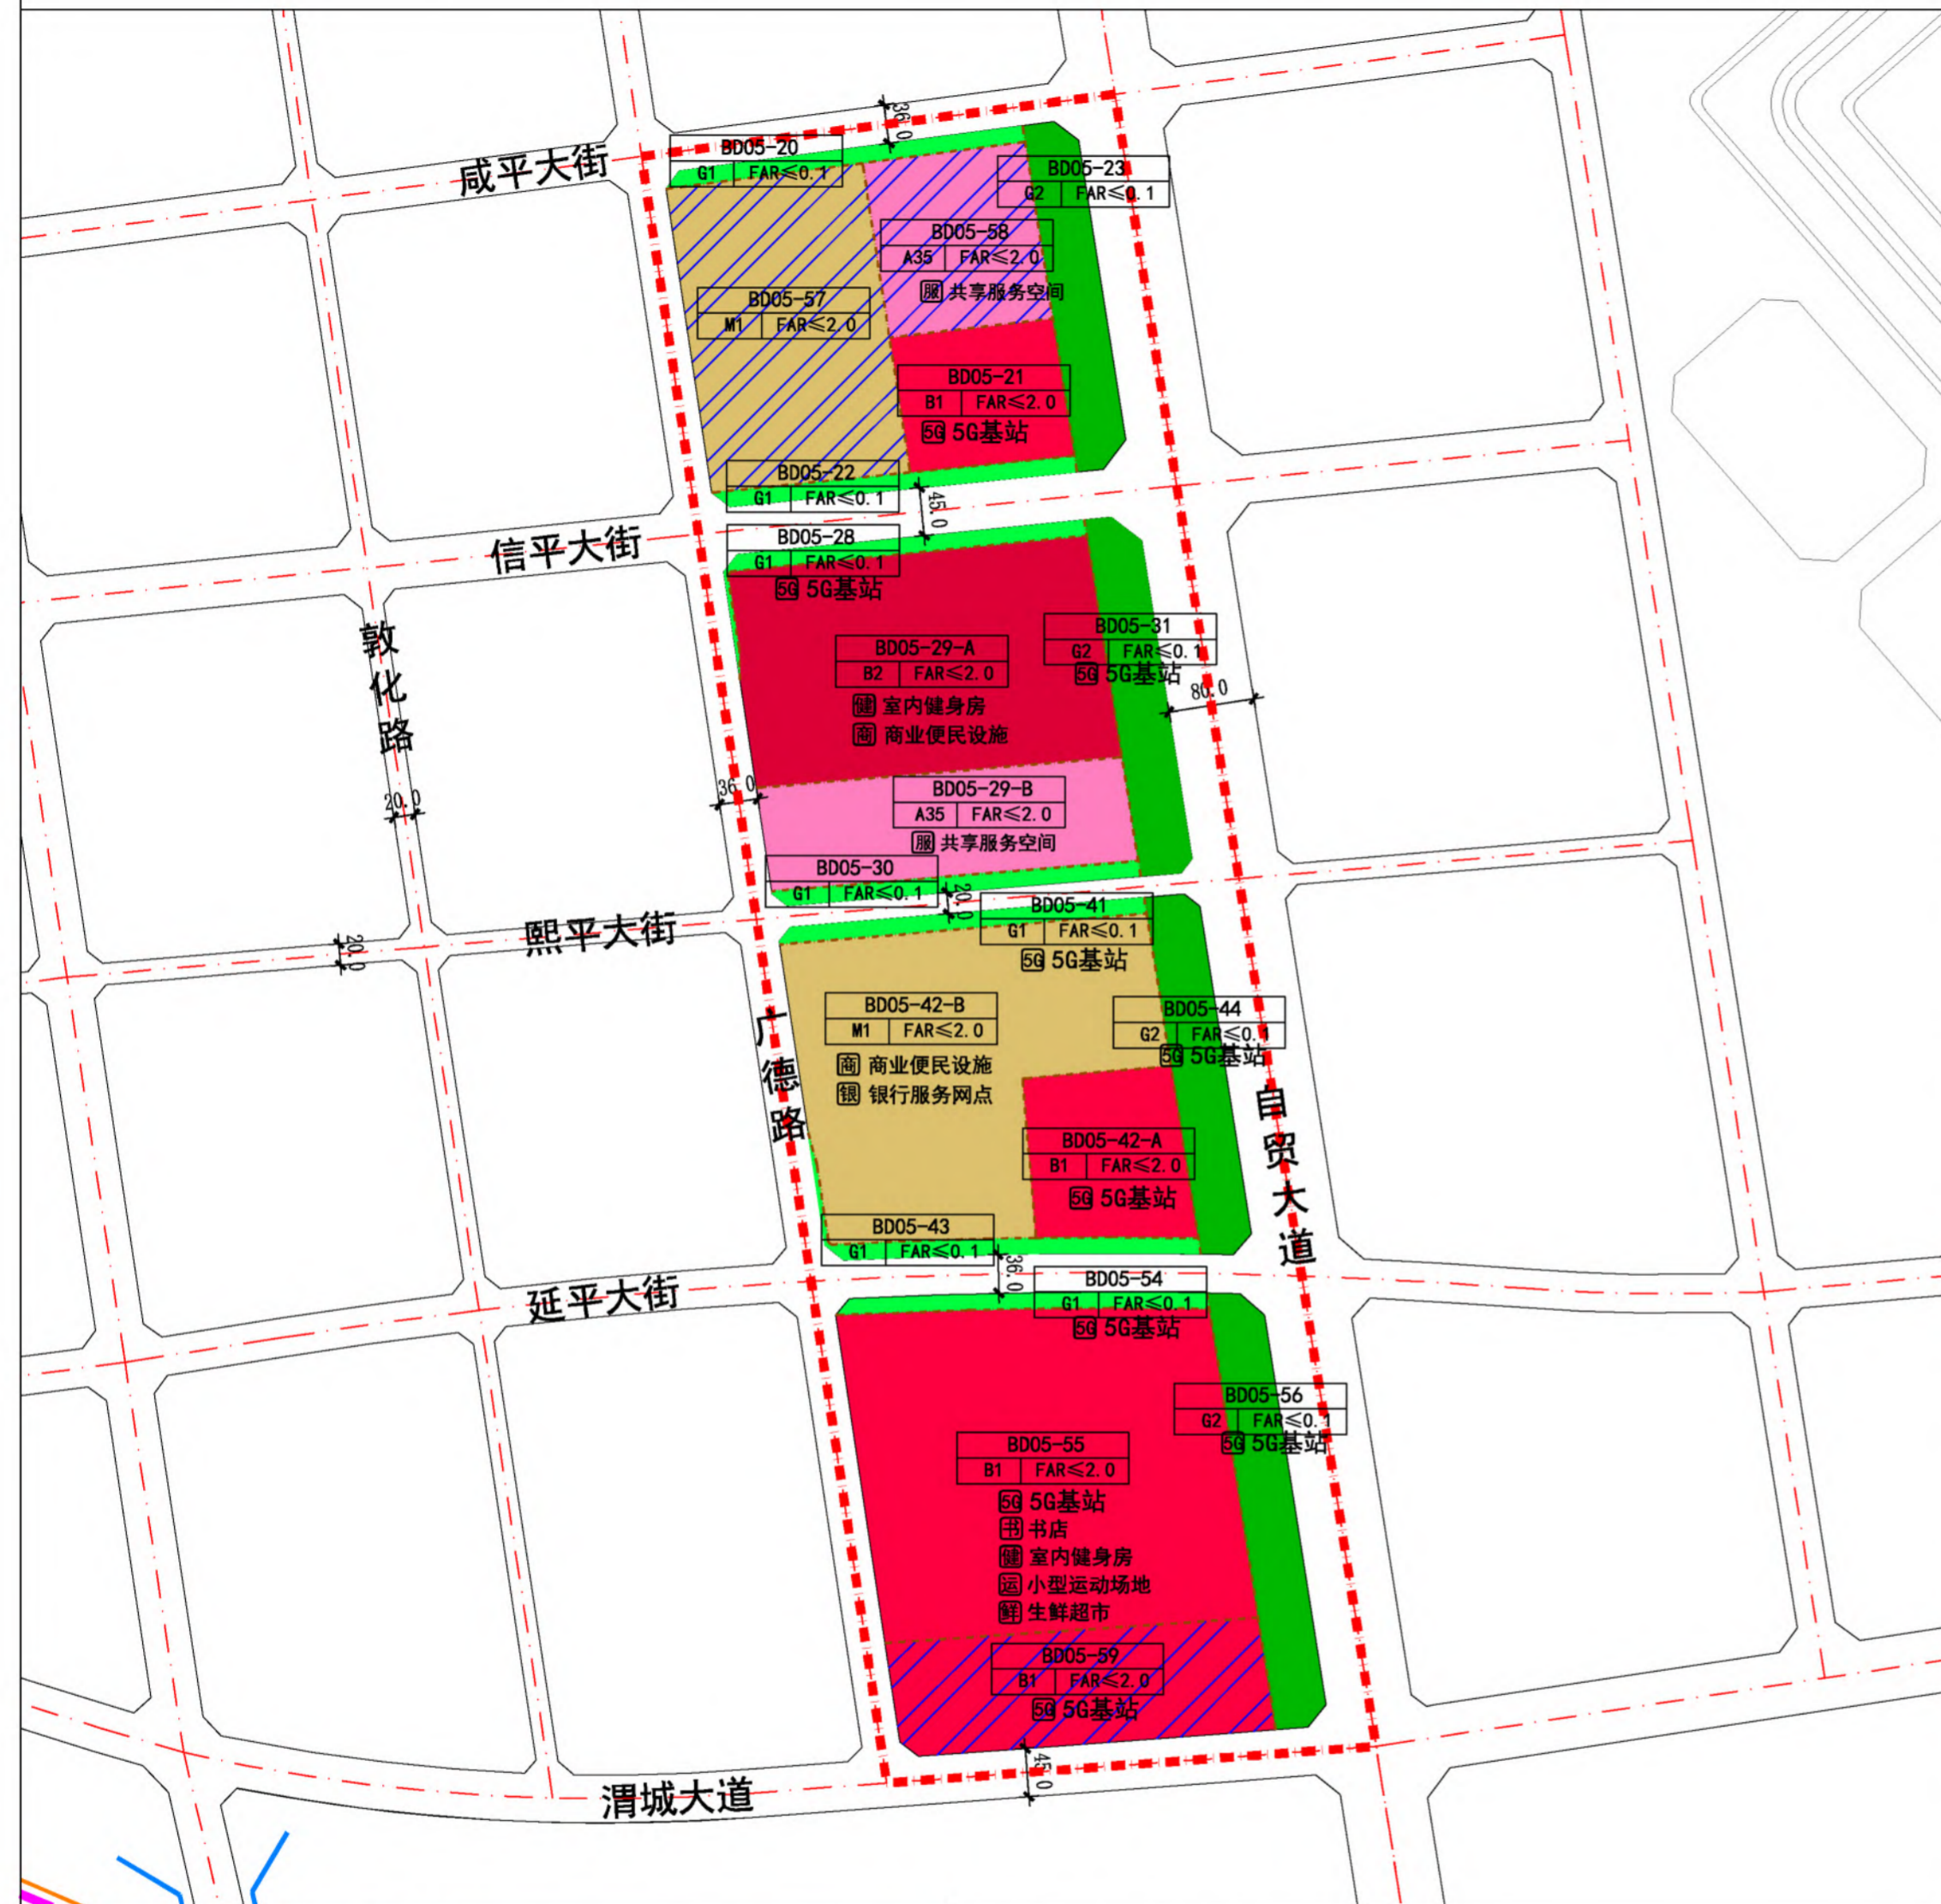 咸平大街
36.0
BD05-20
G1 FAR≤0.1
BD05-23
G2 FAR≤0.1
BD05-58
A35 FAR≤2.0
服 共享服务空间
BD05-57
M1 FAR≤2.0
BD05-21
B1 FAR≤2.0
5G 5G基站
BD05-22
G1 FAR≤0.1
45.0
信平大街
BD05-28
G1 FAR≤0.1
5G 5G基站
敦化路
BD05-29-A
B2 FAR≤2.0
健 室内健身房
商 商业便民设施
BD05-31
G2 FAR≤0.1
5G 5G基站
80.0
36.0
20.0
BD05-29-B
A35 FAR≤2.0
服 共享服务空间
BD05-30
G1 FAR≤0.1
20.0
熙平大街
20.0
BD05-41
G1 FAR≤0.1
5G 5G基站
BD05-42-B
M1 FAR≤2.0
商 商业便民设施
银 银行服务网点
BD05-44
G2 FAR≤0.1
5G 5G基站
广德路
自贸大道
BD05-42-A
B1 FAR≤2.0
5G 5G基站
BD05-43
G1 FAR≤0.1
36.0
延平大街
BD05-54
G1 FAR≤0.1
5G 5G基站
BD05-56
G2 FAR≤0.1
5G 5G基站
BD05-55
B1 FAR≤2.0
5G 5G基站
书 书店
健 室内健身房
运 小型运动场地
鲜 生鲜超市
BD05-59
B1 FAR≤2.0
5G 5G基站
45.0
渭城大道